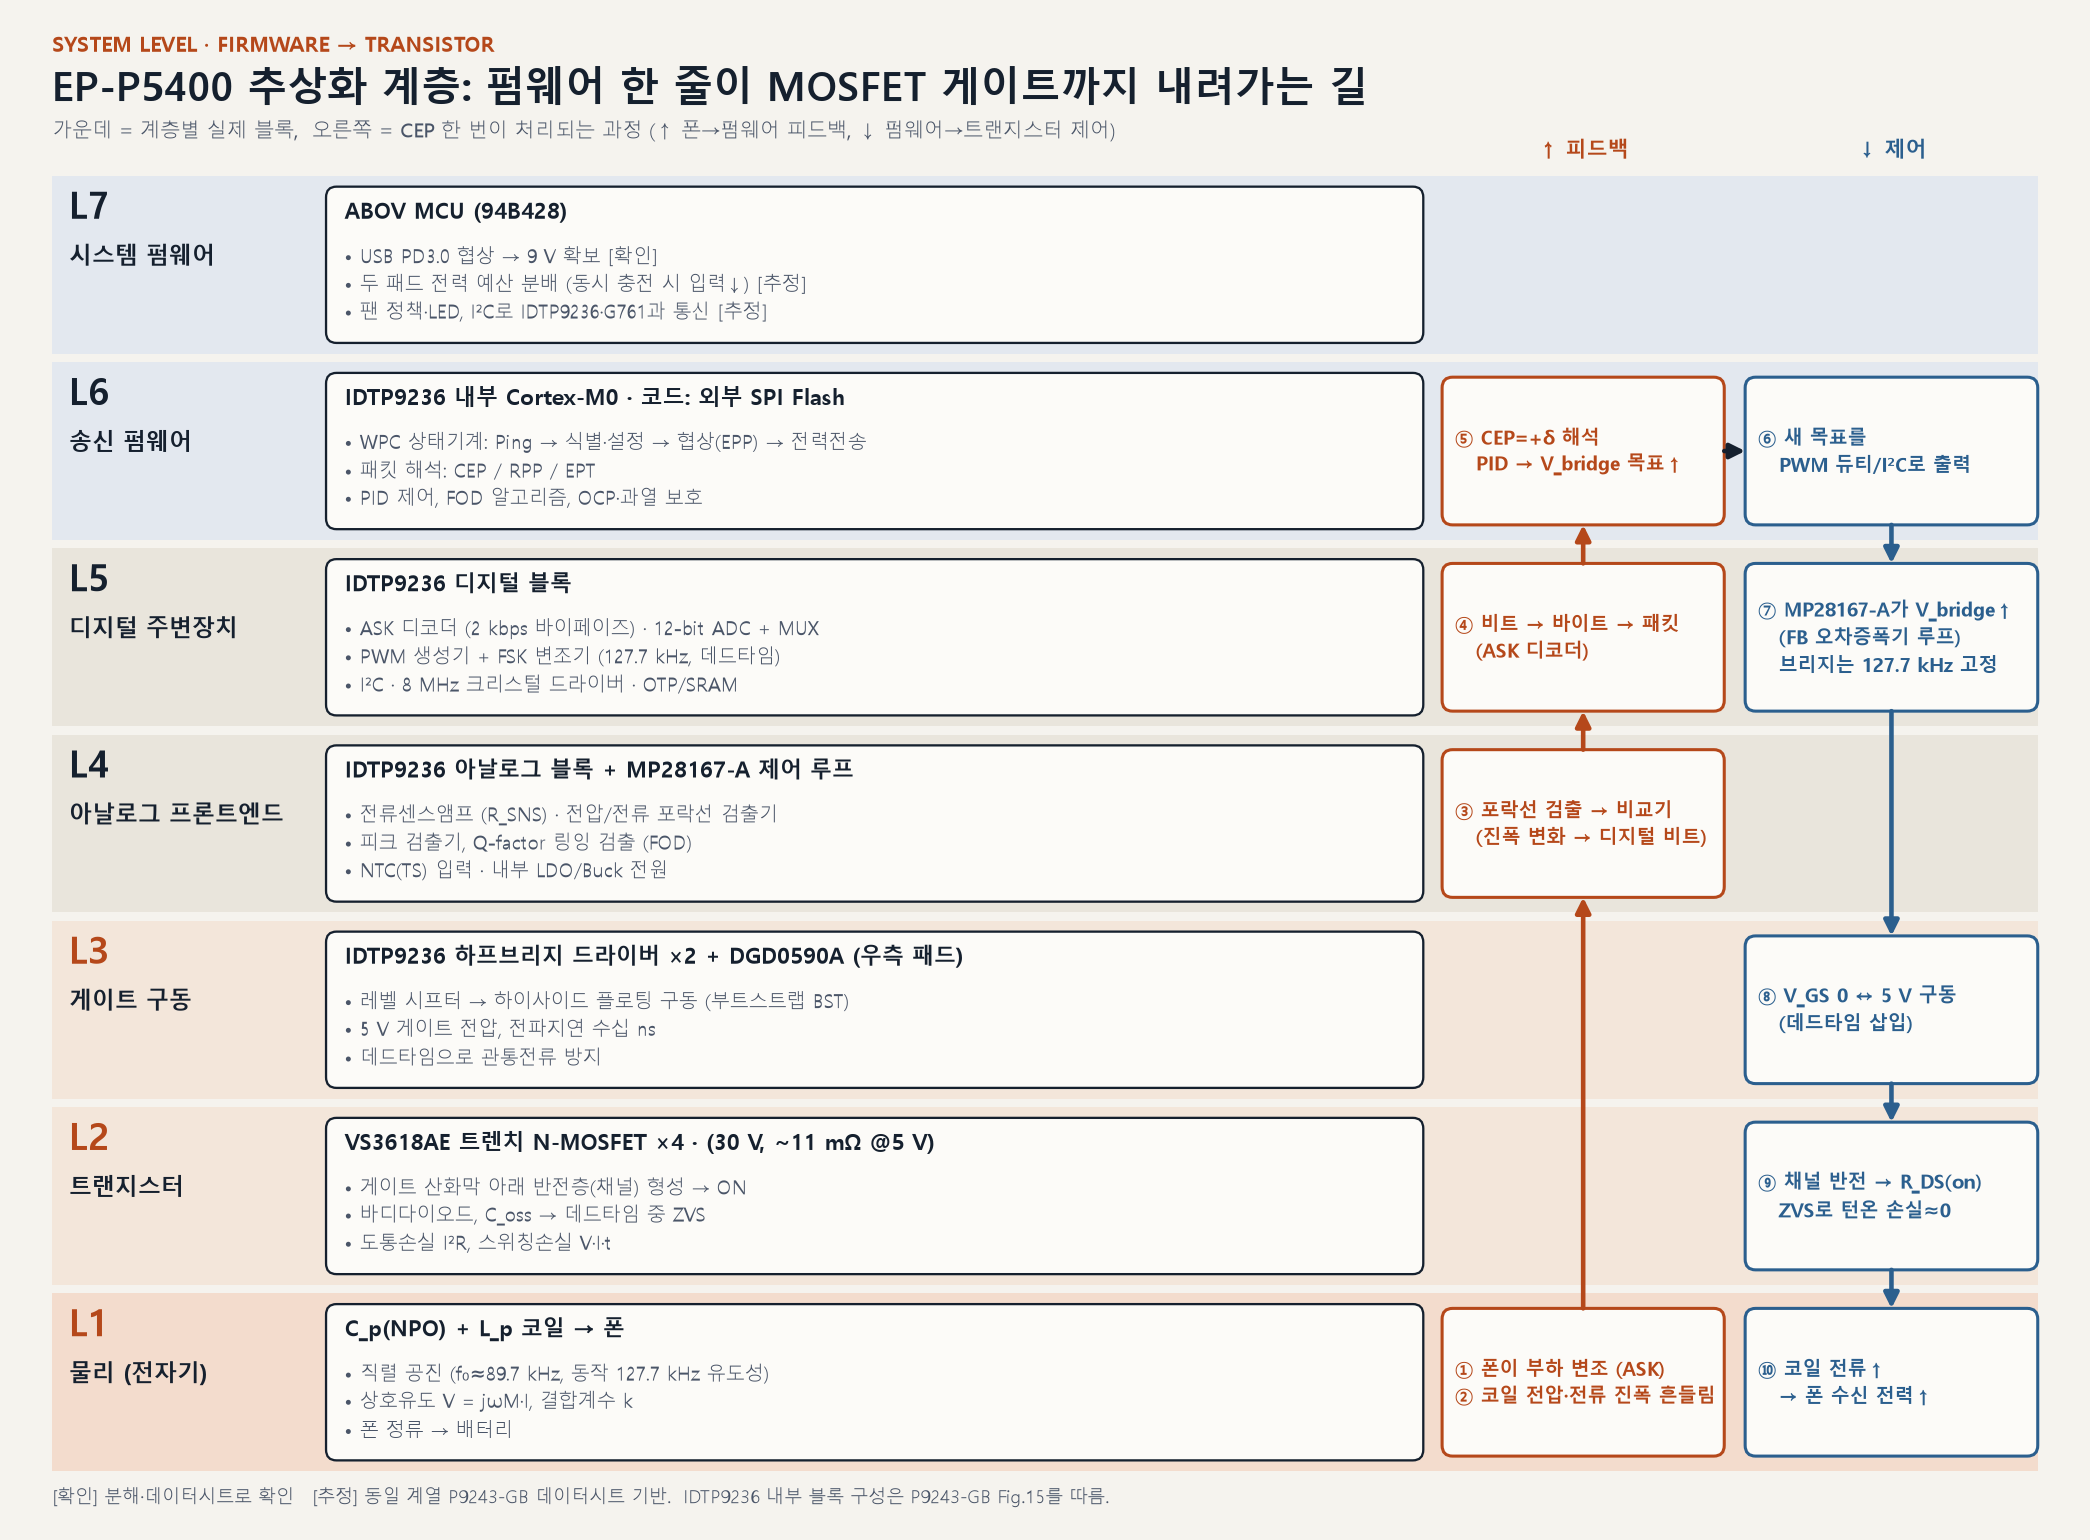 SYSTEM LEVEL · FIRMWARE → TRANSISTOR
EP-P5400 추상화 계층: 펌웨어 한 줄이 MOSFET 게이트까지 내려가는 길
가운데 = 계층별 실제 블록, 오른쪽 = CEP 한 번이 처리되는 과정 (↑ 폰→펌웨어 피드백, ↓ 펌웨어→트랜지스터 제어)
↑ 피드백
↓ 제어
L7
시스템 펌웨어
ABOV MCU (94B428)
• USB PD3.0 협상 → 9 V 확보 [확인]
• 두 패드 전력 예산 분배 (동시 충전 시 입력↓) [추정]
• 팬 정책·LED, I²C로 IDTP9236·G761과 통신 [추정]
L6
송신 펌웨어
IDTP9236 내부 Cortex-M0 · 코드: 외부 SPI Flash
• WPC 상태기계: Ping → 식별·설정 → 협상(EPP) → 전력전송
• 패킷 해석: CEP / RPP / EPT
• PID 제어, FOD 알고리즘, OCP·과열 보호
⑤ CEP=+δ 해석
PID → V_bridge 목표↑
⑥ 새 목표를
PWM 듀티/I²C로 출력
L5
디지털 주변장치
IDTP9236 디지털 블록
• ASK 디코더 (2 kbps 바이페이즈) · 12-bit ADC + MUX
• PWM 생성기 + FSK 변조기 (127.7 kHz, 데드타임)
• I²C · 8 MHz 크리스털 드라이버 · OTP/SRAM
④ 비트 → 바이트 → 패킷
(ASK 디코더)
⑦ MP28167-A가 V_bridge↑
(FB 오차증폭기 루프)
브리지는 127.7 kHz 고정
L4
아날로그 프론트엔드
IDTP9236 아날로그 블록 + MP28167-A 제어 루프
• 전류센스앰프 (R_SNS) · 전압/전류 포락선 검출기
• 피크 검출기, Q-factor 링잉 검출 (FOD)
• NTC(TS) 입력 · 내부 LDO/Buck 전원
③ 포락선 검출 → 비교기
(진폭 변화 → 디지털 비트)
L3
게이트 구동
IDTP9236 하프브리지 드라이버 ×2 + DGD0590A (우측 패드)
• 레벨 시프터 → 하이사이드 플로팅 구동 (부트스트랩 BST)
• 5 V 게이트 전압, 전파지연 수십 ns
• 데드타임으로 관통전류 방지
⑧ V_GS 0 ↔ 5 V 구동
(데드타임 삽입)
L2
트랜지스터
VS3618AE 트렌치 N-MOSFET ×4 · (30 V, ~11 mΩ @5 V)
• 게이트 산화막 아래 반전층(채널) 형성 → ON
• 바디다이오드, C_oss → 데드타임 중 ZVS
• 도통손실 I²R, 스위칭손실 V·I·t
⑨ 채널 반전 → R_DS(on)
ZVS로 턴온 손실≈0
L1
물리 (전자기)
C_p(NPO) + L_p 코일 → 폰
• 직렬 공진 (f₀≈89.7 kHz, 동작 127.7 kHz 유도성)
• 상호유도 V = jωM·I, 결합계수 k
• 폰 정류 → 배터리
① 폰이 부하 변조 (ASK)
② 코일 전압·전류 진폭 흔들림
⑩ 코일 전류↑
→ 폰 수신 전력↑
[확인] 분해·데이터시트로 확인 [추정] 동일 계열 P9243-GB 데이터시트 기반. IDTP9236 내부 블록 구성은 P9243-GB Fig.15를 따름.